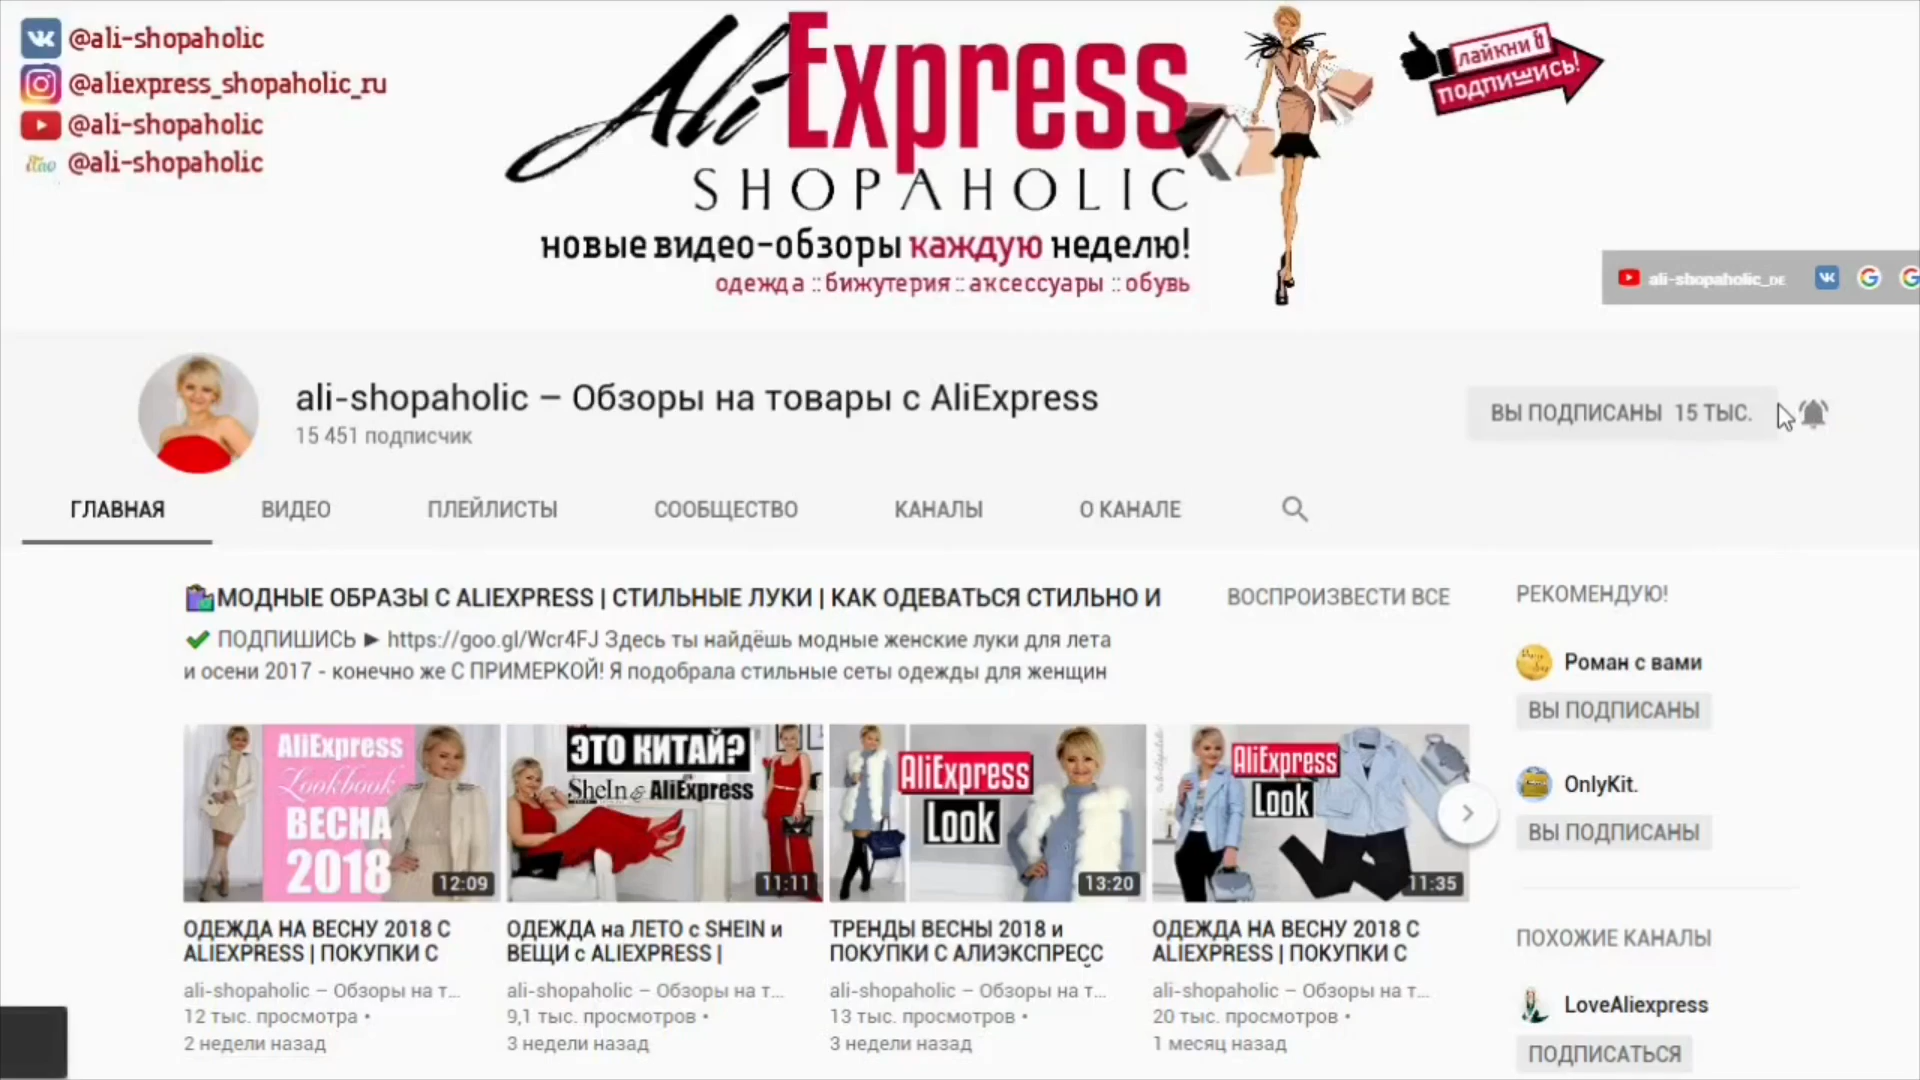 @ali-shopaholic
@aliexpress_shopaholic_ru
@ali-shopaholic
itao @ali-shopaholic
AliExpress
SHOPAHOLIC
новые видео-обзоры каждую неделю!
одежда :: бижутерия :: аксессуары :: обувь
лайкни &
подпишись!
ali-shopaholic_DE
ali-shopaholic – Обзоры на товары с AliExpress
15 451 подписчик
ВЫ ПОДПИСАНЫ 15 ТЫС.
ГЛАВНАЯ ВИДЕО ПЛЕЙЛИСТЫ СООБЩЕСТВО КАНАЛЫ О КАНАЛЕ
МОДНЫЕ ОБРАЗЫ С ALIEXPRESS | СТИЛЬНЫЕ ЛУКИ | КАК ОДЕВАТЬСЯ СТИЛЬНО И
ВОСПРОИЗВЕСТИ ВСЕ
✔ ПОДПИШИСЬ ► https://goo.gl/Wcr4FJ Здесь ты найдёшь модные женские луки для лета
и осени 2017 - конечно же С ПРИМЕРКОЙ! Я подобрала стильные сеты одежды для женщин
AliExpress
Lookbook
ВЕСНА
2018
12:09
ОДЕЖДА НА ВЕСНУ 2018 С
ALIEXPRESS | ПОКУПКИ С
ali-shopaholic – Обзоры на т...
12 тыс. просмотра •
2 недели назад
ЭТО КИТАЙ?
SheIn & AliExpress
11:11
ОДЕЖДА на ЛЕТО с SHEIN и
ВЕЩИ с ALIEXPRESS |
ali-shopaholic – Обзоры на т...
9,1 тыс. просмотров •
3 недели назад
AliExpress
Look
13:20
ТРЕНДЫ ВЕСНЫ 2018 и
ПОКУПКИ С АЛИЭКСПРЕСС
ali-shopaholic – Обзоры на т...
13 тыс. просмотров •
3 недели назад
AliExpress
Look
11:35
ОДЕЖДА НА ВЕСНУ 2018 С
ALIEXPRESS | ПОКУПКИ С
ali-shopaholic – Обзоры на т...
20 тыс. просмотров •
1 месяц назад
РЕКОМЕНДУЮ!
Роман с вами
ВЫ ПОДПИСАНЫ
OnlyKit.
ВЫ ПОДПИСАНЫ
ПОХОЖИЕ КАНАЛЫ
LoveAliexpress
ПОДПИСАТЬСЯ